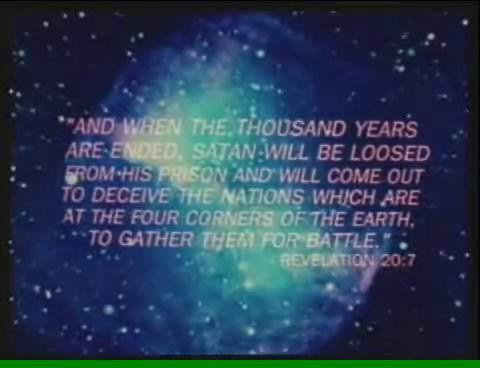 "AND WHEN THE THOUSAND YEARS
ARE ENDED, SATAN WILL BE LOOSED
FROM HIS PRISON AND WILL COME OUT
TO DECEIVE THE NATIONS WHICH ARE
AT THE FOUR CORNERS OF THE EARTH,
TO GATHER THEM FOR BATTLE."
- REVELATION 20:7